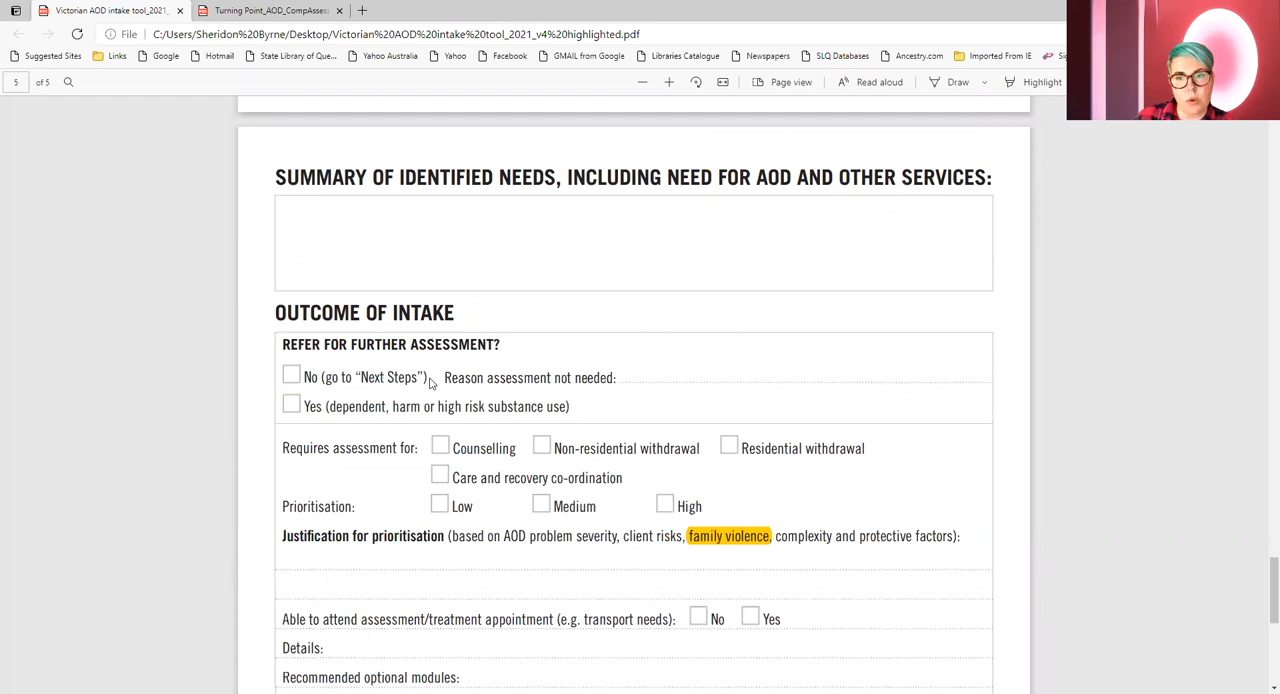 Victorian AOD intake tool_2021_
Turning Point_AOD_CompAssess
File
C:/Users/Sheridon%20Byrne/Desktop/Victorian%20AOD%20intake%20tool_2021_v4%20highlighted.pdf
Suggested Sites
Links
Google
Hotmail
State Library of Que...
Yahoo Australia
Yahoo
Facebook
GMAIL from Google
Libraries Catalogue
Newspapers
SLQ Databases
Ancestry.com
Imported From IE
5 of 5
Page view
Read aloud
Draw
Highlight
SUMMARY OF IDENTIFIED NEEDS, INCLUDING NEED FOR AOD AND OTHER SERVICES:
OUTCOME OF INTAKE
REFER FOR FURTHER ASSESSMENT?
No (go to “Next Steps”) Reason assessment not needed:
Yes (dependent, harm or high risk substance use)
Requires assessment for: Counselling Non-residential withdrawal Residential withdrawal
Care and recovery co-ordination
Prioritisation: Low Medium High
Justification for prioritisation (based on AOD problem severity, client risks, family violence, complexity and protective factors):
Able to attend assessment/treatment appointment (e.g. transport needs): No Yes
Details:
Recommended optional modules: